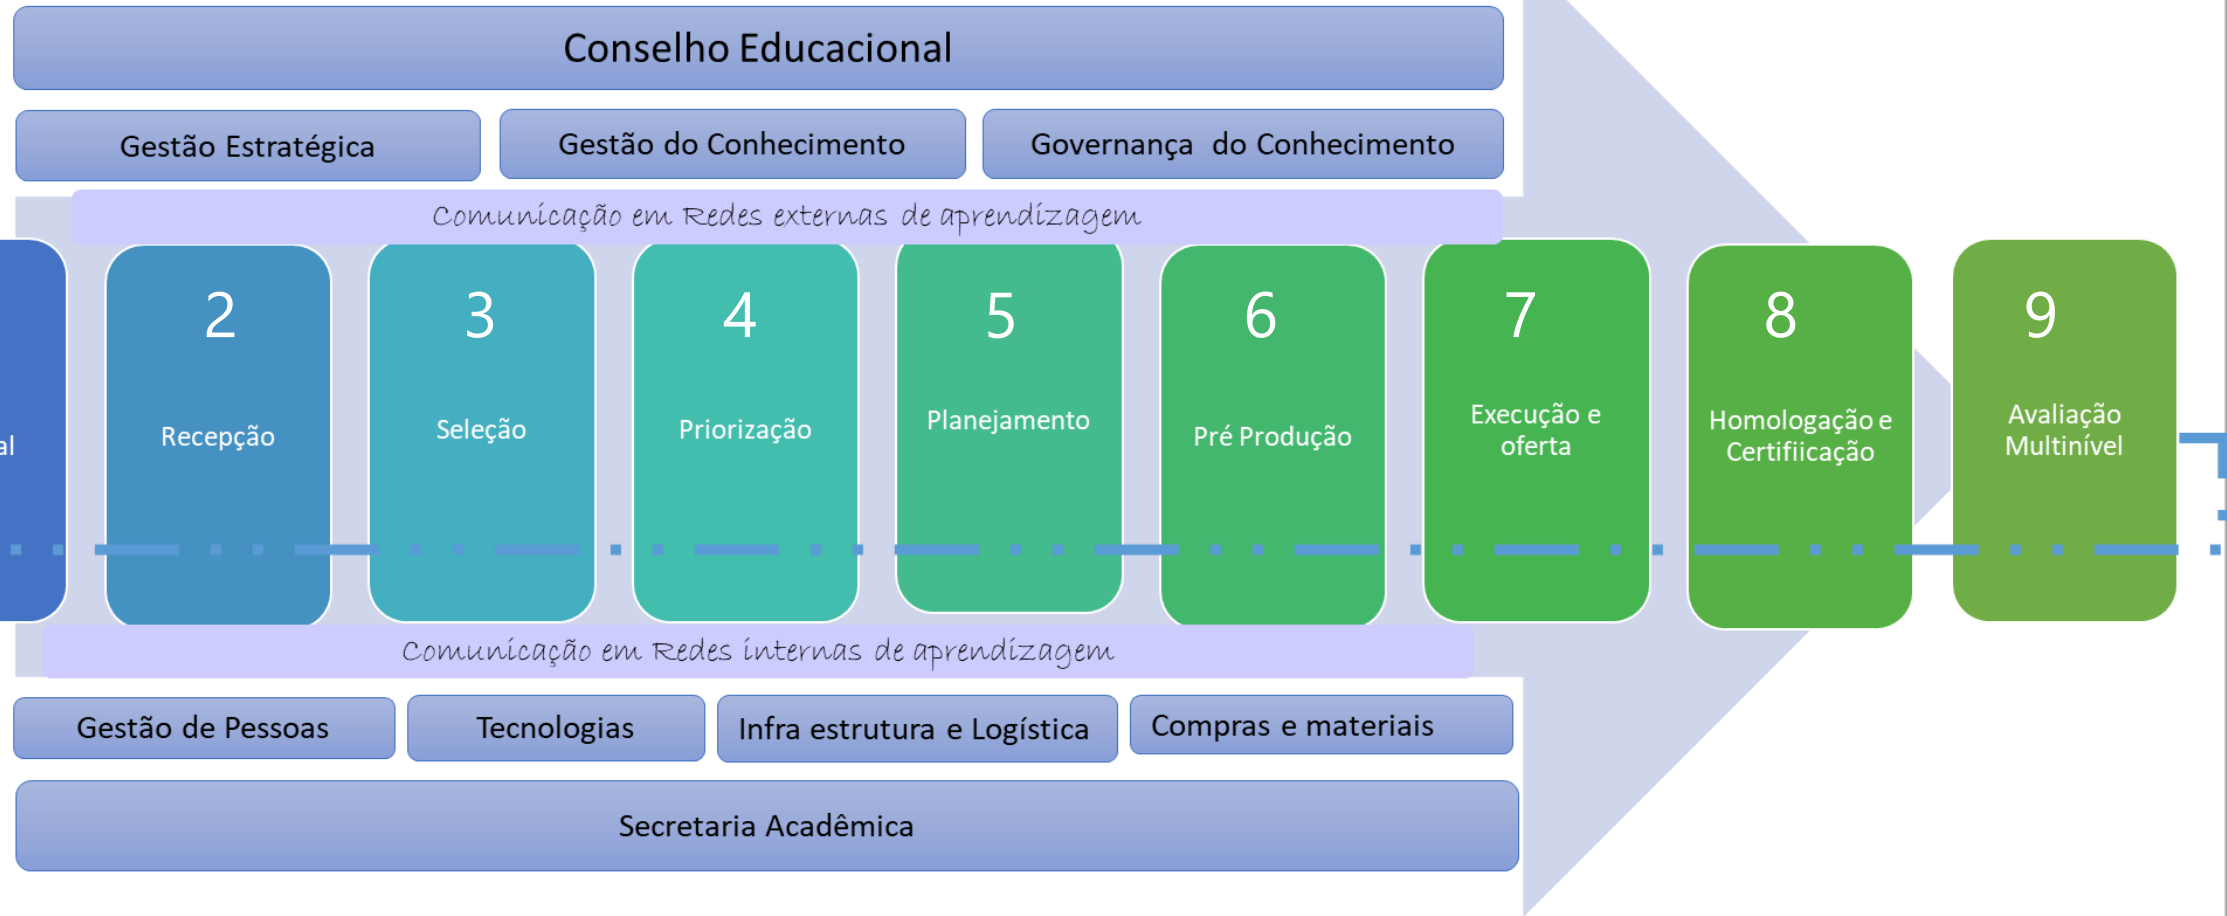 Conselho Educacional
Gestão Estratégica
Gestão do Conhecimento
Governança do Conhecimento
Comunicação em Redes externas de aprendizagem
al
2
Recepção
3
Seleção
4
Priorização
5
Planejamento
6
Pré Produção
7
Execução e
oferta
8
Homologação e
Certifiicação
9
Avaliação
Multinível
Comunicação em Redes internas de aprendizagem
Gestão de Pessoas
Tecnologias
Infra estrutura e Logística
Compras e materiais
Secretaria Acadêmica